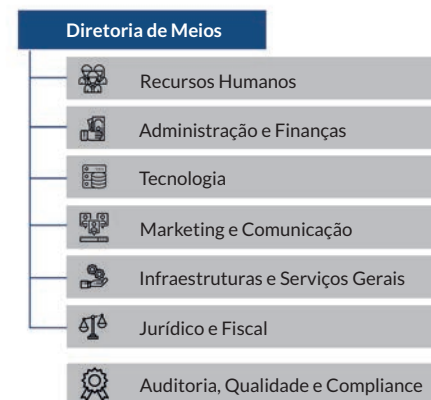 Diretoria de Meios
Recursos Humanos
Administração e Finanças
Tecnologia
Marketing e Comunicação
Infraestruturas e Serviços Gerais
Jurídico e Fiscal
Auditoria, Qualidade e Compliance